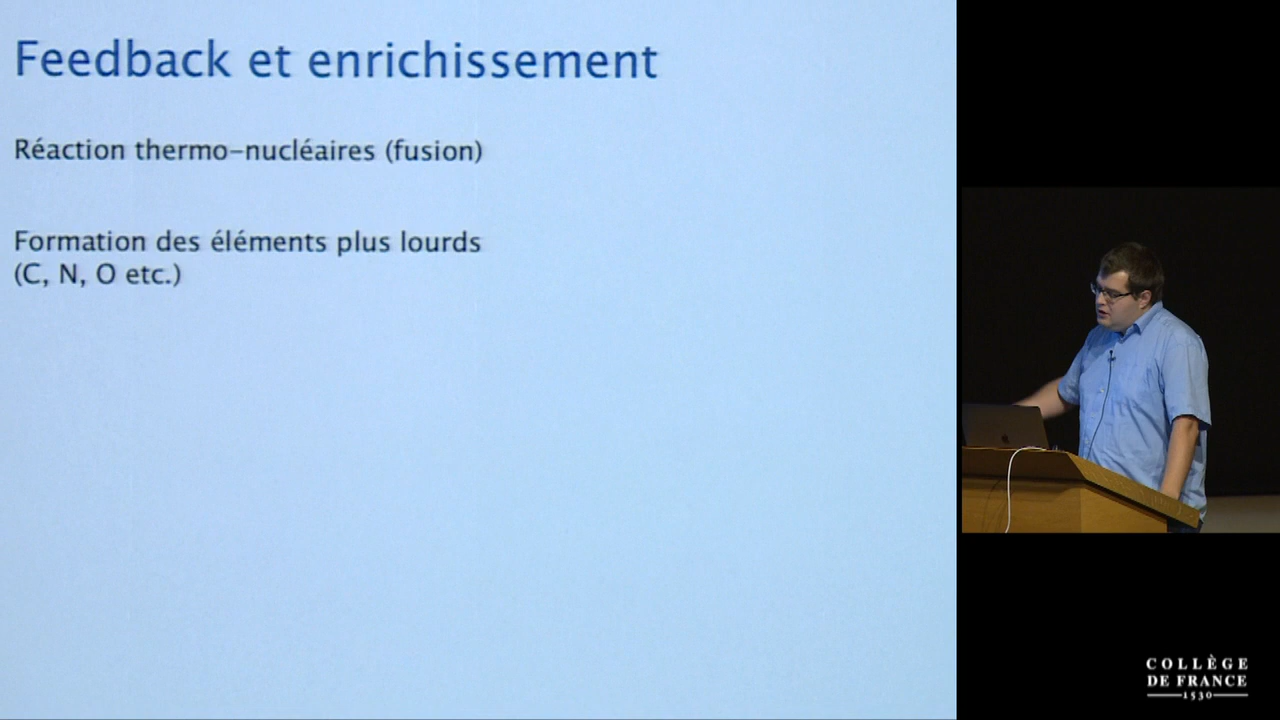 Feedback et enrichissement
Réaction thermo-nucléaires (fusion)
Formation des éléments plus lourds
(C, N, O etc.)
COLLÈGE
DE FRANCE
1530